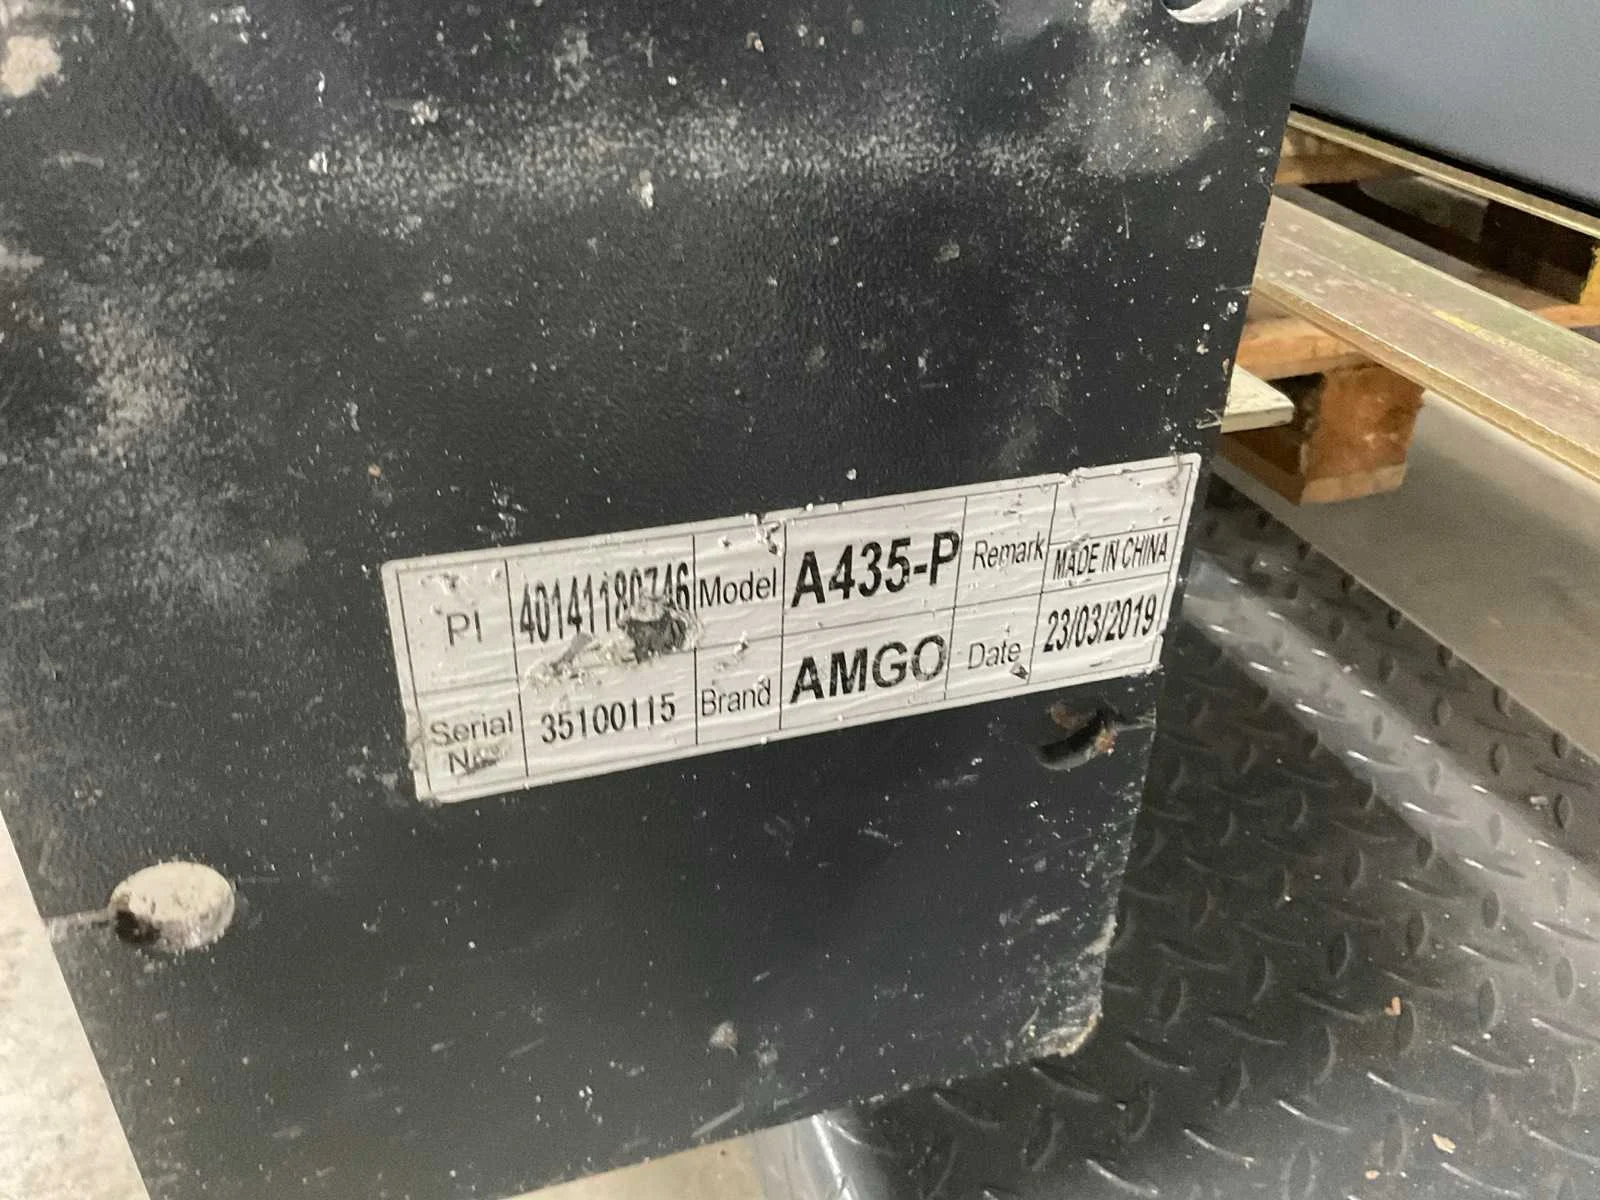 PI 40141180746 Model A435-P Remark MADE IN CHINA
Serial No. 35100115 Brand AMGO Date 23/03/2019